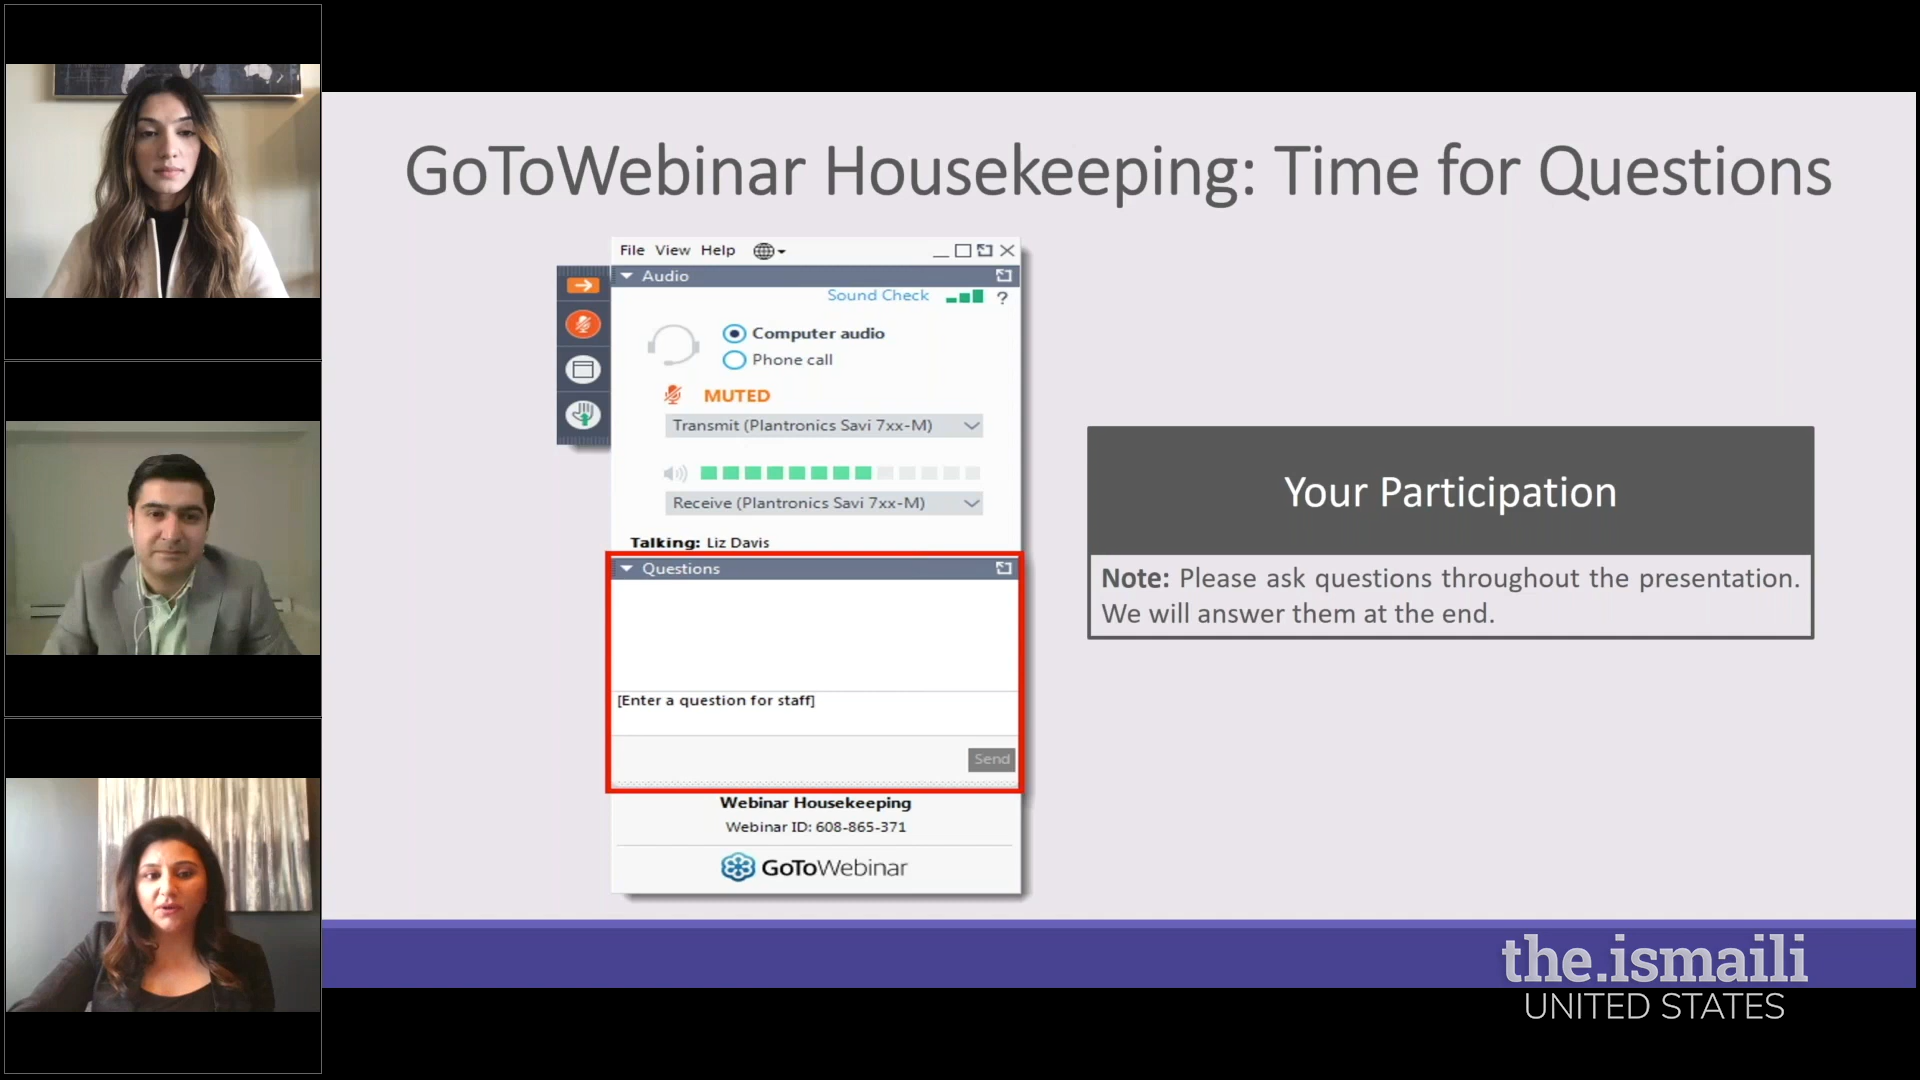 GoToWebinar Housekeeping: Time for Questions
File View Help
Audio
Sound Check
?
Computer audio
Phone call
MUTED
Transmit (Plantronics Savi 7xx-M)
Receive (Plantronics Savi 7xx-M)
Talking: Liz Davis
Questions
[Enter a question for staff]
Send
Webinar Housekeeping
Webinar ID: 608-865-371
GoToWebinar
Your Participation
Note: Please ask questions throughout the presentation.
We will answer them at the end.
the.ismaili
UNITED STATES